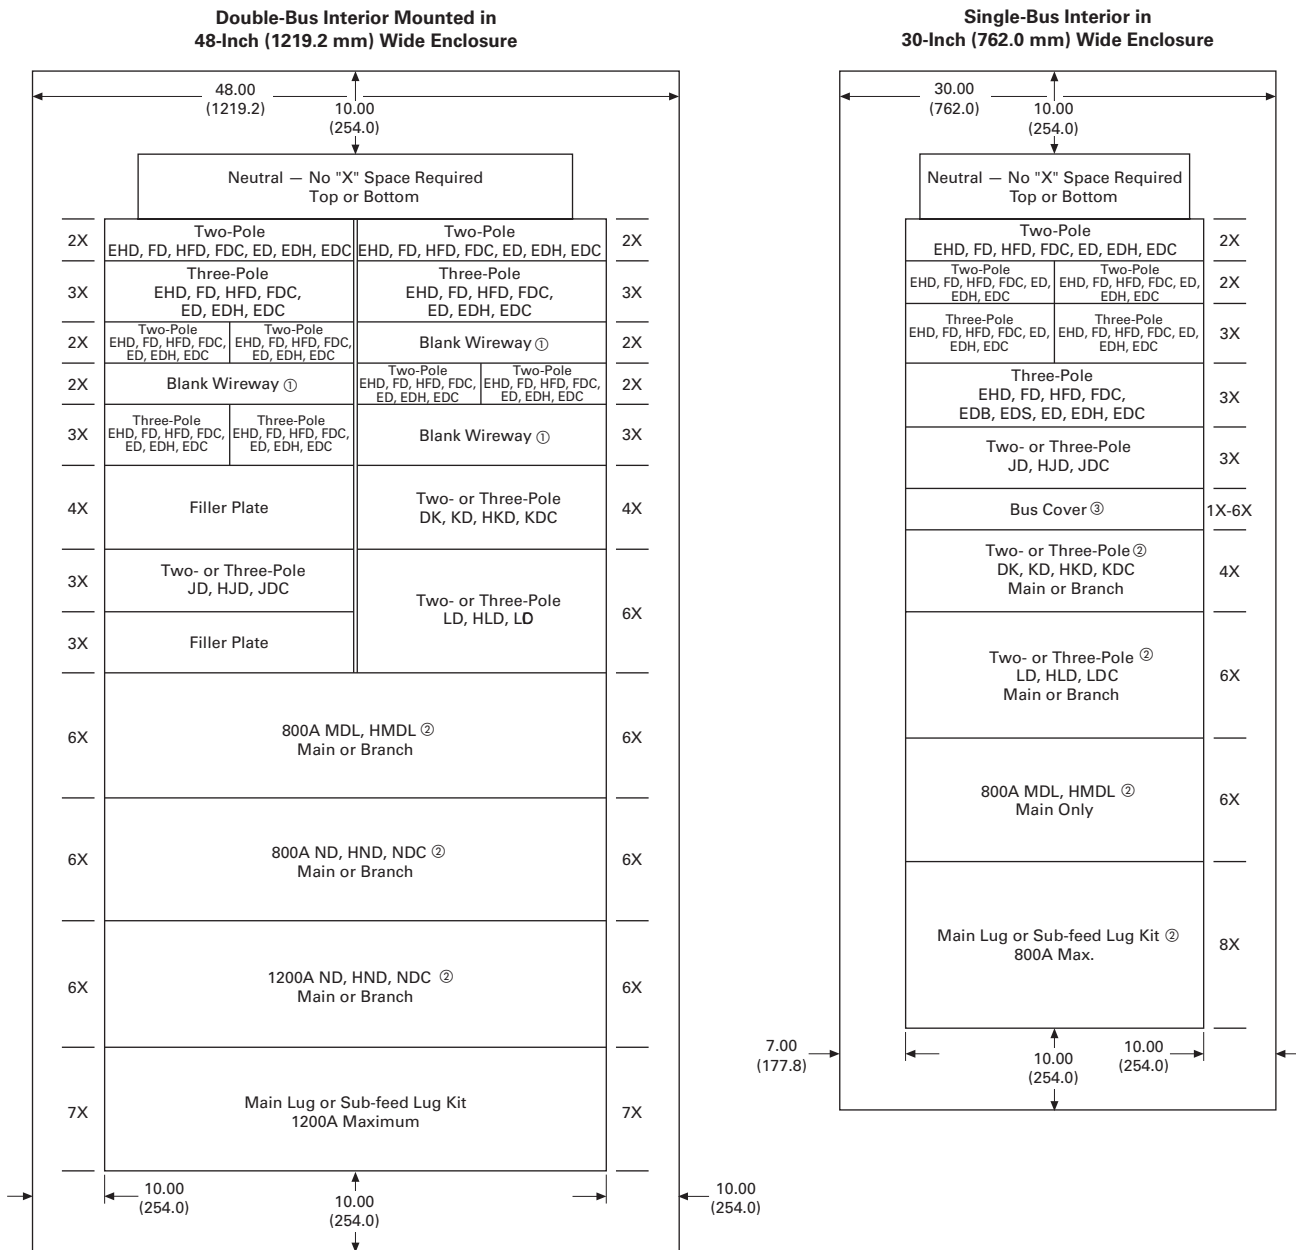 Double-Bus Interior Mounted in
48-Inch (1219.2 mm) Wide Enclosure
48.00
(1219.2)
10.00
(254.0)
Neutral — No "X" Space Required
Top or Bottom
2X
Two-Pole
EHD, FD, HFD, FDC, ED, EDH, EDC
Two-Pole
EHD, FD, HFD, FDC, ED, EDH, EDC
2X
3X
Three-Pole
EHD, FD, HFD, FDC,
ED, EDH, EDC
Three-Pole
EHD, FD, HFD, FDC,
ED, EDH, EDC
3X
2X
Two-Pole
EHD, FD, HFD, FDC,
ED, EDH, EDC
Two-Pole
EHD, FD, HFD, FDC,
ED, EDH, EDC
Blank Wireway ①
2X
2X
Blank Wireway ①
Two-Pole
EHD, FD, HFD, FDC,
ED, EDH, EDC
Two-Pole
EHD, FD, HFD, FDC,
ED, EDH, EDC
2X
3X
Three-Pole
EHD, FD, HFD, FDC,
ED, EDH, EDC
Three-Pole
EHD, FD, HFD, FDC,
ED, EDH, EDC
Blank Wireway ①
3X
4X
Filler Plate
Two- or Three-Pole
DK, KD, HKD, KDC
4X
3X
Two- or Three-Pole
JD, HJD, JDC
Two- or Three-Pole
LD, HLD, LD
6X
3X
Filler Plate
6X
800A MDL, HMDL ②
Main or Branch
6X
6X
800A ND, HND, NDC ②
Main or Branch
6X
6X
1200A ND, HND, NDC ②
Main or Branch
6X
7X
Main Lug or Sub-feed Lug Kit
1200A Maximum
7X
10.00
(254.0)
10.00
(254.0)
10.00
(254.0)
Single-Bus Interior in
30-Inch (762.0 mm) Wide Enclosure
30.00
(762.0)
10.00
(254.0)
Neutral — No "X" Space Required
Top or Bottom
Two-Pole
EHD, FD, HFD, FDC, ED, EDH, EDC
2X
Two-Pole
EHD, FD, HFD, FDC, ED,
EDH, EDC
Two-Pole
EHD, FD, HFD, FDC, ED,
EDH, EDC
2X
Three-Pole
EHD, FD, HFD, FDC, ED,
EDH, EDC
Three-Pole
EHD, FD, HFD, FDC, ED,
EDH, EDC
3X
Three-Pole
EHD, FD, HFD, FDC,
EDB, EDS, ED, EDH, EDC
3X
Two- or Three-Pole
JD, HJD, JDC
3X
Bus Cover ③
1X-6X
Two- or Three-Pole ②
DK, KD, HKD, KDC
Main or Branch
4X
Two- or Three-Pole ②
LD, HLD, LDC
Main or Branch
6X
800A MDL, HMDL ②
Main Only
6X
Main Lug or Sub-feed Lug Kit ②
800A Max.
8X
7.00
(177.8)
10.00
(254.0)
10.00
(254.0)